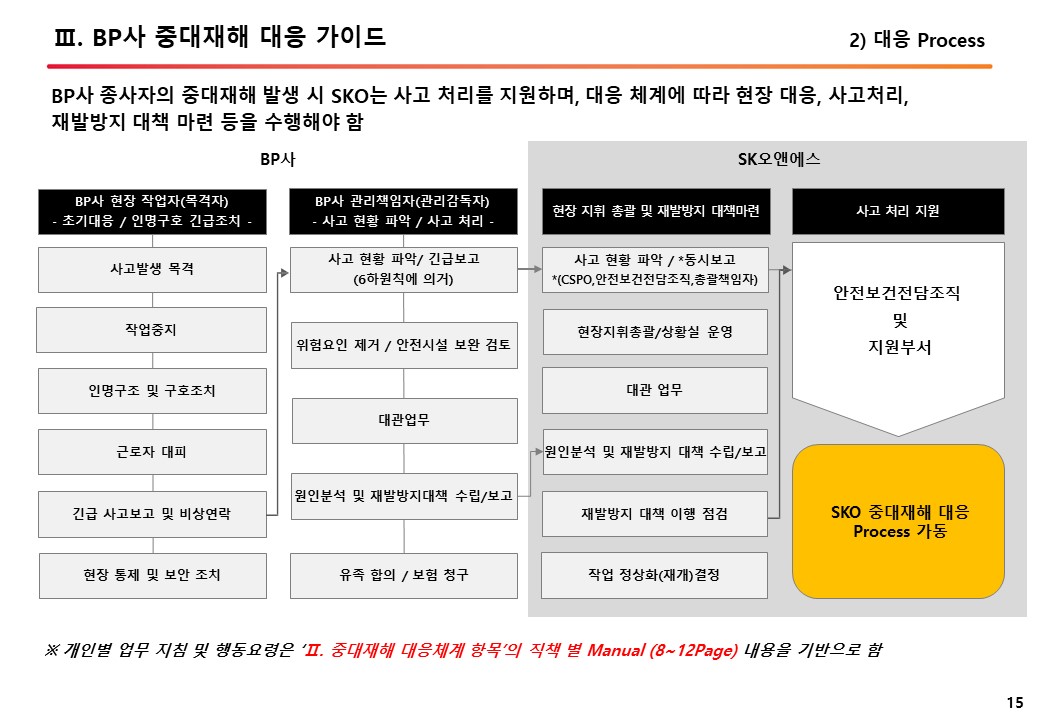 Ⅲ. BP사 중대재해 대응 가이드
2) 대응 Process
BP사 종사자의 중대재해 발생 시 SKO는 사고 처리를 지원하며, 대응 체계에 따라 현장 대응, 사고처리,
재발방지 대책 마련 등을 수행해야 함
BP사
SK오앤에스
BP사 현장 작업자(목격자)
- 초기대응 / 인명구호 긴급조치 -
사고발생 목격
작업중지
인명구조 및 구호조치
근로자 대피
긴급 사고보고 및 비상연락
현장 통제 및 보안 조치
BP사 관리책임자(관리감독자)
- 사고 현황 파악 / 사고 처리 -
사고 현황 파악/ 긴급보고
(6하원칙에 의거)
위험요인 제거 / 안전시설 보완 검토
대관업무
원인분석 및 재발방지대책 수립/보고
유족 합의 / 보험 청구
현장 지휘 총괄 및 재발방지 대책마련
사고 현황 파악 / *동시보고
*(CSPO,안전보건전담조직,총괄책임자)
현장지휘총괄/상황실 운영
대관 업무
원인분석 및 재발방지 대책 수립/보고
재발방지 대책 이행 점검
작업 정상화(재개)결정
사고 처리 지원
안전보건전담조직
및
지원부서
SKO 중대재해 대응
Process 가동
※ 개인별 업무 지침 및 행동요령은 ‘Ⅱ. 중대재해 대응체계 항목’의 직책 별 Manual (8~12Page) 내용을 기반으로 함
15